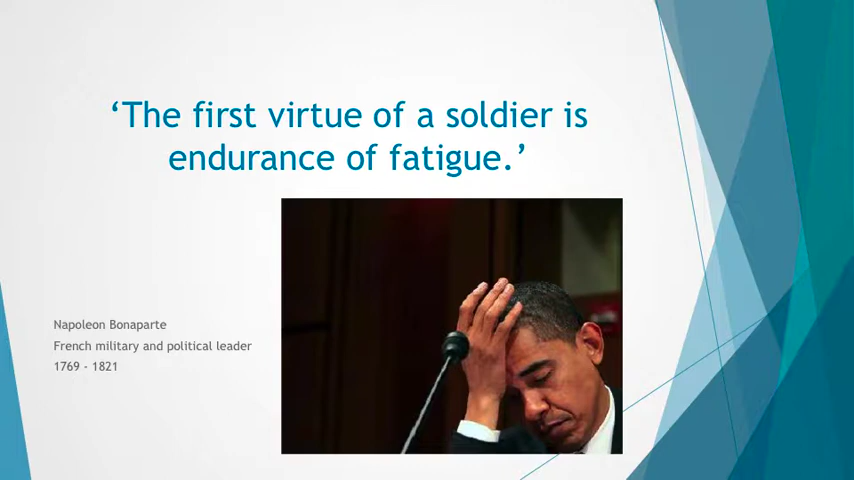 ‘The first virtue of a soldier is
endurance of fatigue.’
Napoleon Bonaparte
French military and political leader
1769 - 1821